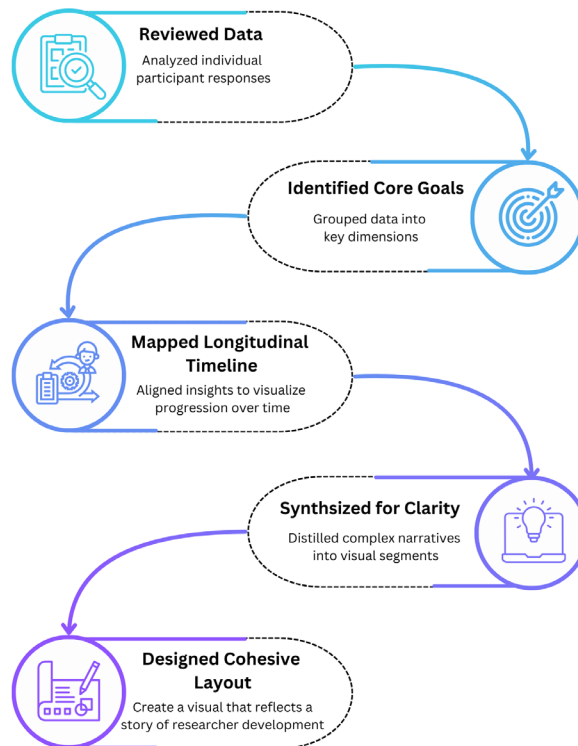 Reviewed Data
Analyzed individual
participant responses
Identified Core Goals
Grouped data into
key dimensions
Mapped Longitudinal
Timeline
Aligned insights to visualize
progression over time
Synthsized for Clarity
Distilled complex narratives
into visual segments
Designed Cohesive
Layout
Create a visual that reflects a
story of researcher development